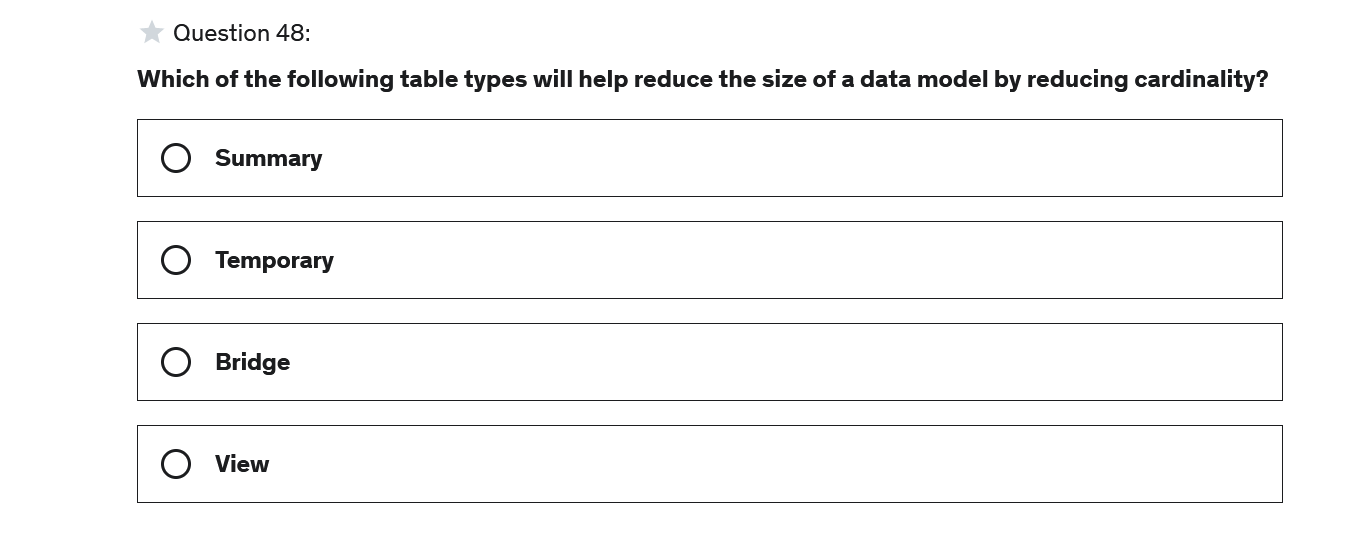 Question 48:
Which of the following table types will help reduce the size of a data model by reducing cardinality?
Summary
Temporary
Bridge
View